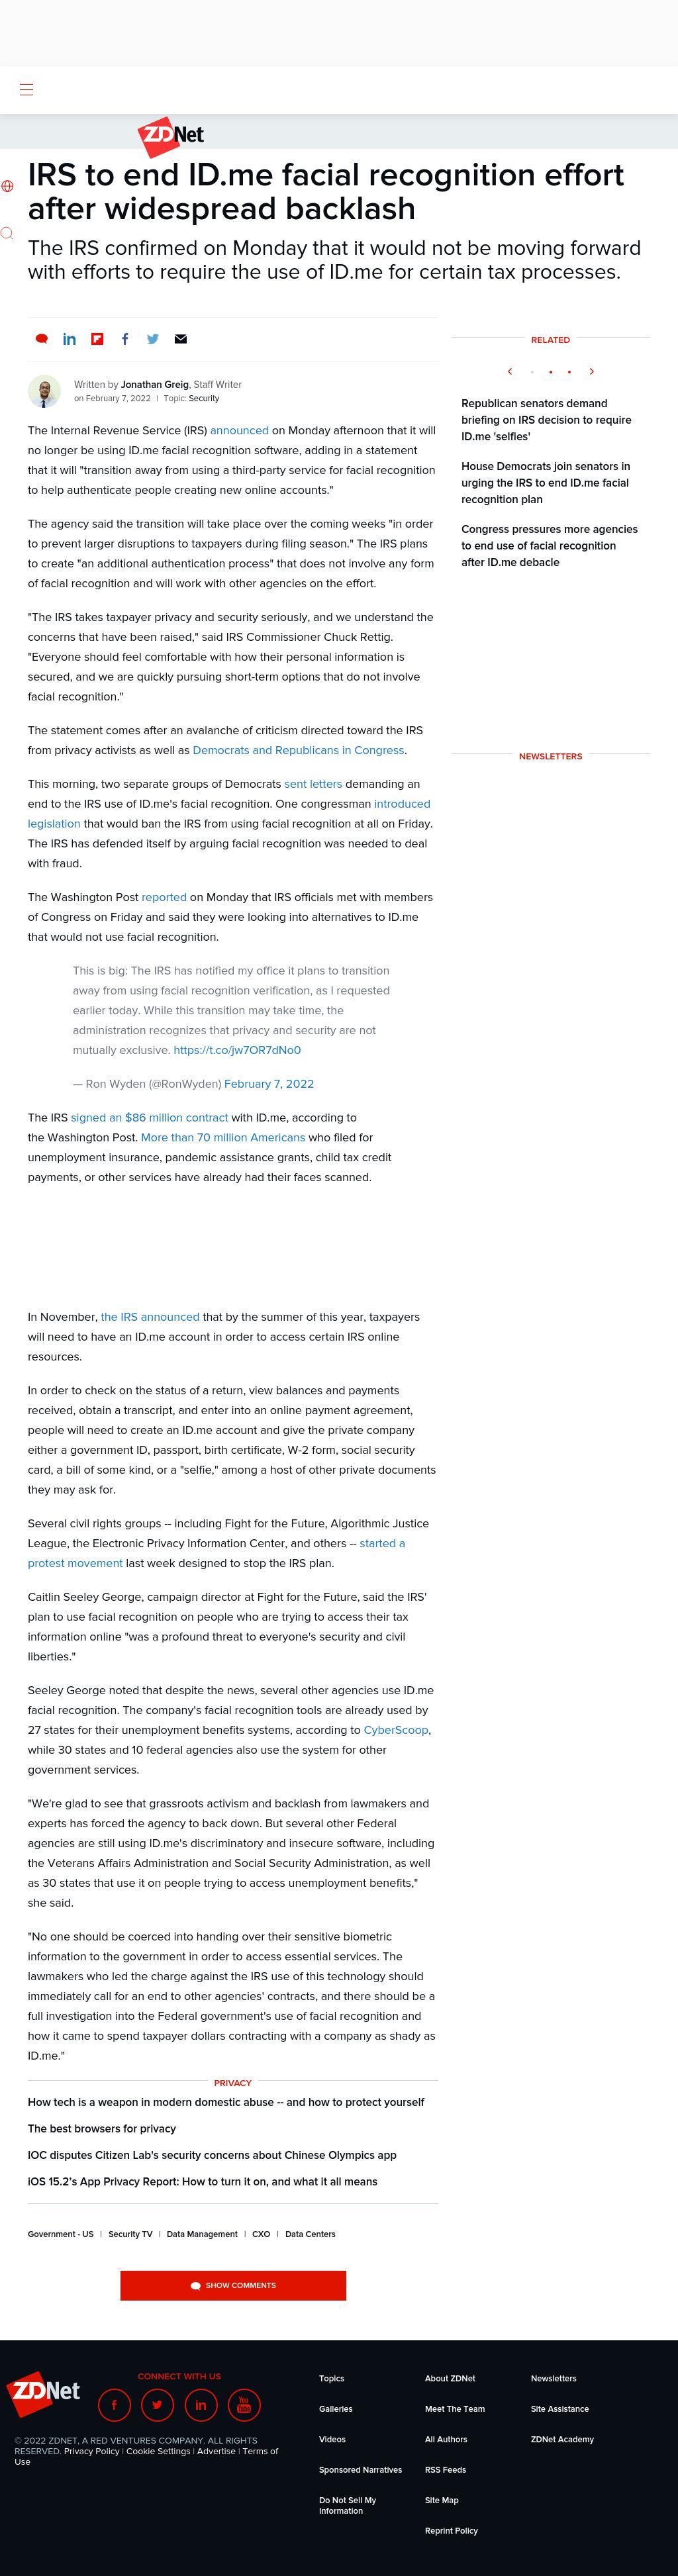 ZDNet
IRS to end ID.me facial recognition effort
after widespread backlash
The IRS confirmed on Monday that it would not be moving forward
with efforts to require the use of ID.me for certain tax processes.
Written by Jonathan Greig, Staff Writer
on February 7, 2022 | Topic: Security
The Internal Revenue Service (IRS) announced on Monday afternoon that it will
no longer be using ID.me facial recognition software, adding in a statement
that it will "transition away from using a third-party service for facial recognition
to help authenticate people creating new online accounts."
The agency said the transition will take place over the coming weeks "in order
to prevent larger disruptions to taxpayers during filing season." The IRS plans
to create "an additional authentication process" that does not involve any form
of facial recognition and will work with other agencies on the effort.
"The IRS takes taxpayer privacy and security seriously, and we understand the
concerns that have been raised," said IRS Commissioner Chuck Rettig.
"Everyone should feel comfortable with how their personal information is
secured, and we are quickly pursuing short-term options that do not involve
facial recognition."
The statement comes after an avalanche of criticism directed toward the IRS
from privacy activists as well as Democrats and Republicans in Congress.
This morning, two separate groups of Democrats sent letters demanding an
end to the IRS use of ID.me's facial recognition. One congressman introduced
legislation that would ban the IRS from using facial recognition at all on Friday.
The IRS has defended itself by arguing facial recognition was needed to deal
with fraud.
The Washington Post reported on Monday that IRS officials met with members
of Congress on Friday and said they were looking into alternatives to ID.me
that would not use facial recognition.
This is big: The IRS has notified my office it plans to transition
away from using facial recognition verification, as I requested
earlier today. While this transition may take time, the
administration recognizes that privacy and security are not
mutually exclusive. https://t.co/jw7OR7dNo0
— Ron Wyden (@RonWyden) February 7, 2022
The IRS signed an $86 million contract with ID.me, according to
the Washington Post. More than 70 million Americans who filed for
unemployment insurance, pandemic assistance grants, child tax credit
payments, or other services have already had their faces scanned.
In November, the IRS announced that by the summer of this year, taxpayers
will need to have an ID.me account in order to access certain IRS online
resources.
In order to check on the status of a return, view balances and payments
received, obtain a transcript, and enter into an online payment agreement,
people will need to create an ID.me account and give the private company
either a government ID, passport, birth certificate, W-2 form, social security
card, a bill of some kind, or a "selfie," among a host of other private documents
they may ask for.
Several civil rights groups -- including Fight for the Future, Algorithmic Justice
League, the Electronic Privacy Information Center, and others -- started a
protest movement last week designed to stop the IRS plan.
Caitlin Seeley George, campaign director at Fight for the Future, said the IRS'
plan to use facial recognition on people who are trying to access their tax
information online "was a profound threat to everyone's security and civil
liberties."
Seeley George noted that despite the news, several other agencies use ID.me
facial recognition. The company's facial recognition tools are already used by
27 states for their unemployment benefits systems, according to CyberScoop,
while 30 states and 10 federal agencies also use the system for other
government services.
"We're glad to see that grassroots activism and backlash from lawmakers and
experts has forced the agency to back down. But several other Federal
agencies are still using ID.me's discriminatory and insecure software, including
the Veterans Affairs Administration and Social Security Administration, as well
as 30 states that use it on people trying to access unemployment benefits,"
she said.
"No one should be coerced into handing over their sensitive biometric
information to the government in order to access essential services. The
lawmakers who led the charge against the IRS use of this technology should
immediately call for an end to other agencies' contracts, and there should be a
full investigation into the Federal government's use of facial recognition and
how it came to spend taxpayer dollars contracting with a company as shady as
ID.me."
RELATED
Republican senators demand
briefing on IRS decision to require
ID.me 'selfies'
House Democrats join senators in
urging the IRS to end ID.me facial
recognition plan
Congress pressures more agencies
to end use of facial recognition
after ID.me debacle
NEWSLETTERS
PRIVACY
How tech is a weapon in modern domestic abuse -- and how to protect yourself
The best browsers for privacy
IOC disputes Citizen Lab's security concerns about Chinese Olympics app
iOS 15.2's App Privacy Report: How to turn it on, and what it all means
Government - US | Security TV | Data Management | CXO | Data Centers
SHOW COMMENTS
ZDNet
CONNECT WITH US
You Tube
© 2022 ZDNET, A RED VENTURES COMPANY. ALL RIGHTS
RESERVED. Privacy Policy | Cookie Settings | Advertise | Terms of
Use
Topics
Galleries
Videos
Sponsored Narratives
Do Not Sell My
Information
About ZDNet
Meet The Team
All Authors
RSS Feeds
Site Map
Reprint Policy
Newsletters
Site Assistance
ZDNet Academy